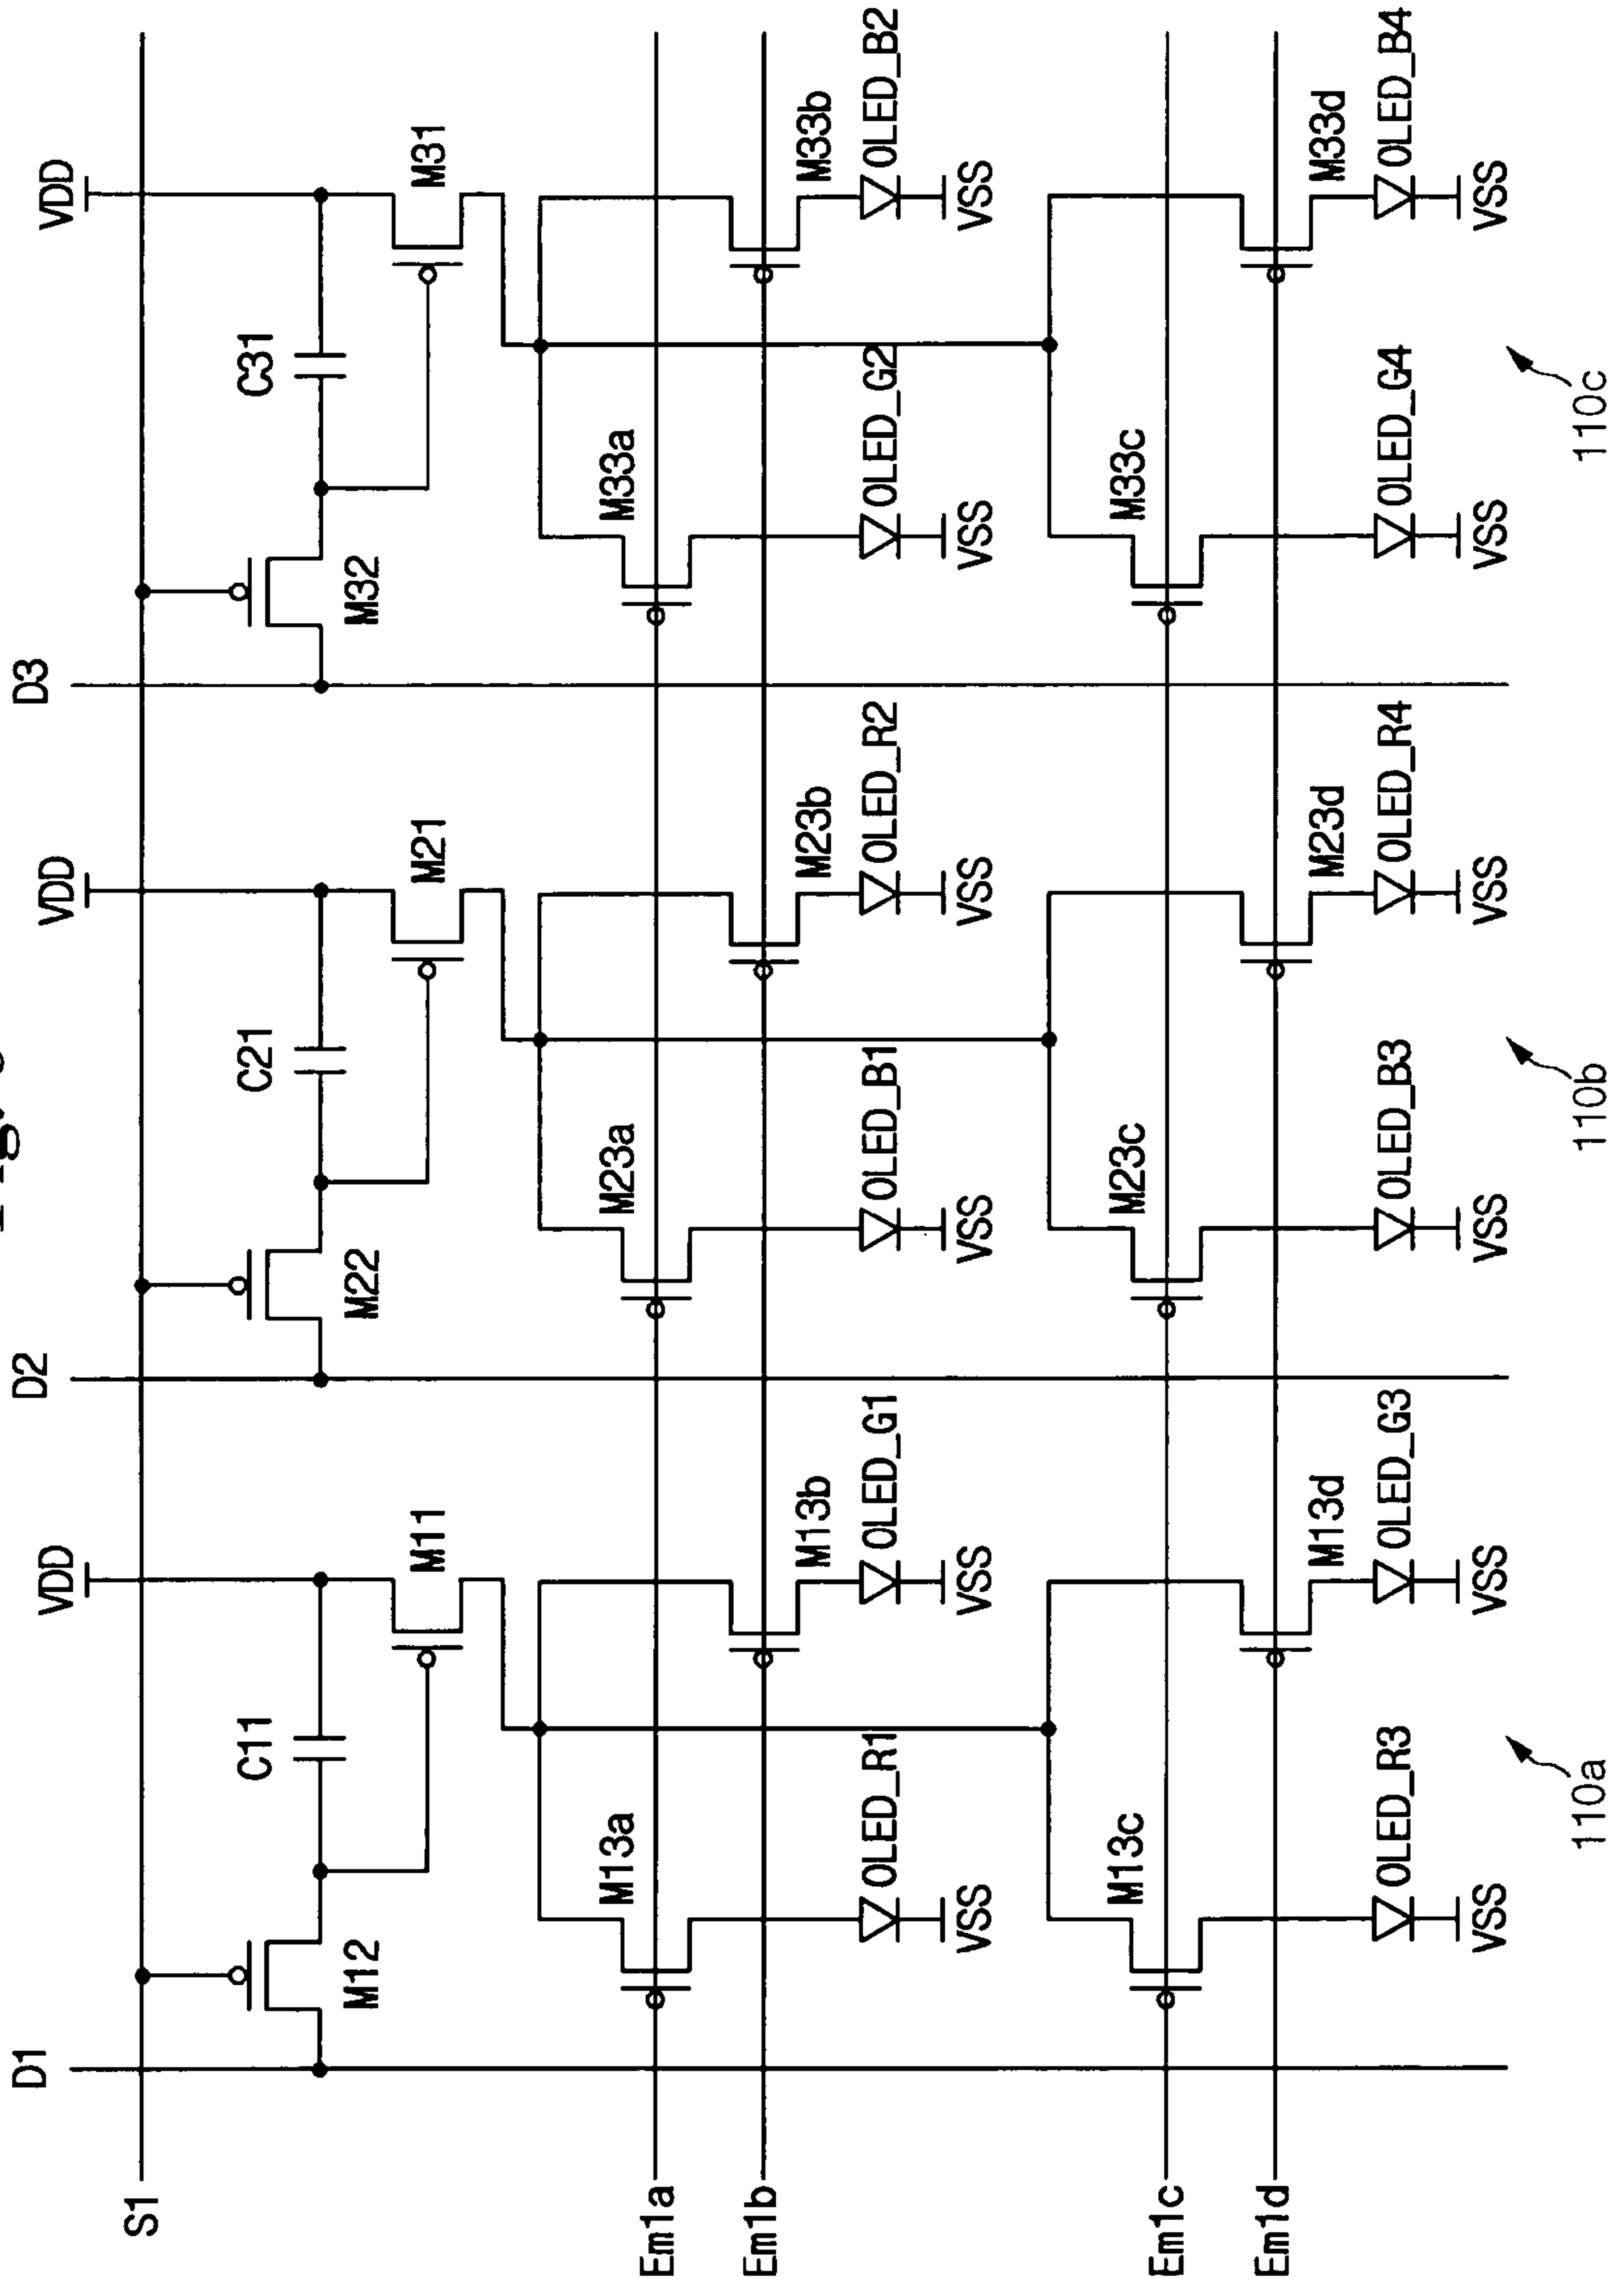 D1 D2 D3
VDD VDD VDD
S1
C11 C21 C31
M12 M22 M32
M11 M21 M31
M13a M23a M33a
Em1a
Em1b
M13b M23b M33b
OLED_R1 OLED_G1 OLED_B1 OLED_R2 OLED_G2 OLED_B2
VSS VSS VSS VSS VSS VSS
M13c M23c M33c
Em1c
Em1d
M13d M23d M33d
OLED_R3 OLED_G3 OLED_B3 OLED_R4 OLED_G4 OLED_B4
VSS VSS VSS VSS VSS VSS
110a 110b 110c